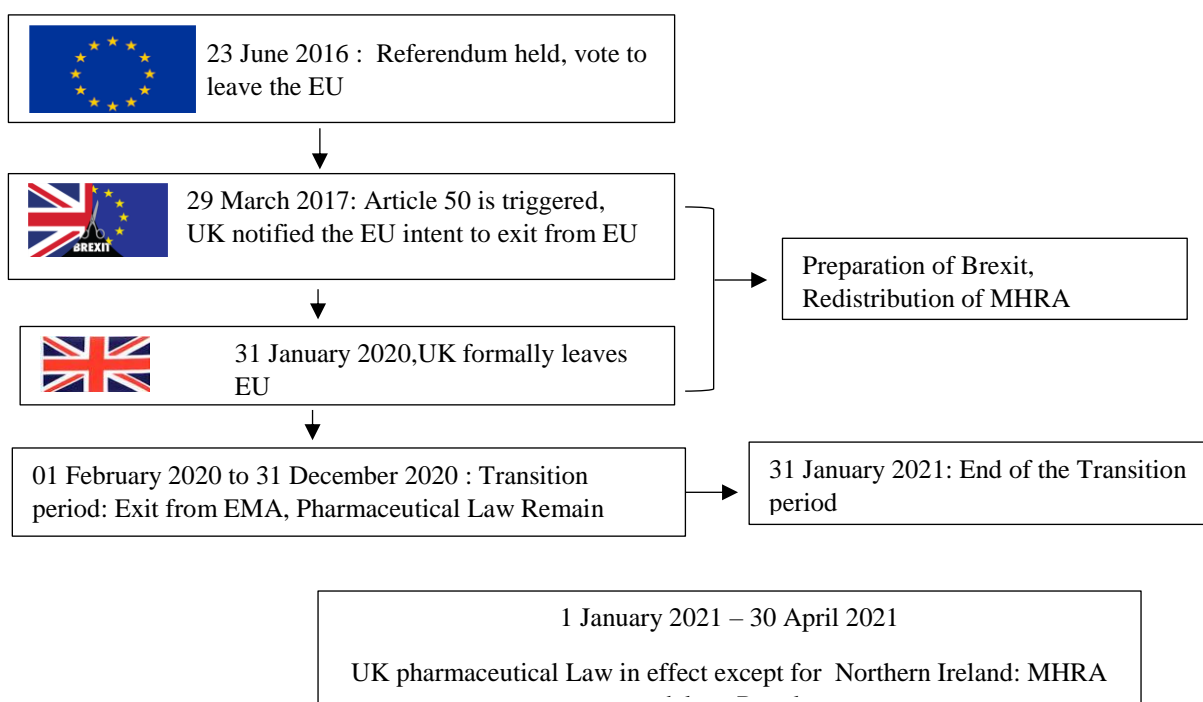 23 June 2016 : Referendum held, vote to
leave the EU
29 March 2017: Article 50 is triggered,
UK notified the EU intent to exit from EU
BREXIT
Preparation of Brexit,
Redistribution of MHRA
31 January 2020,UK formally leaves
EU
01 February 2020 to 31 December 2020 : Transition
period: Exit from EMA, Pharmaceutical Law Remain
31 January 2021: End of the Transition
period
1 January 2021 – 30 April 2021
UK pharmaceutical Law in effect except for Northern Ireland: MHRA